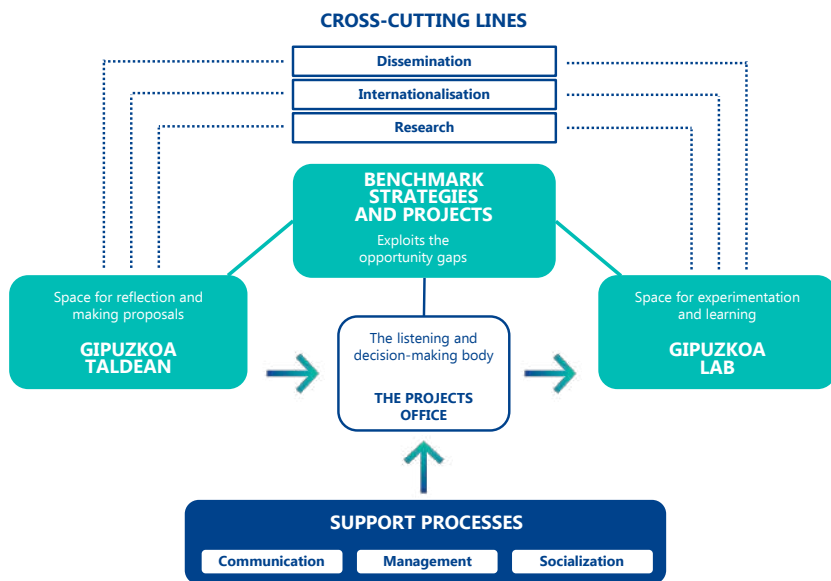 CROSS-CUTTING LINES
Dissemination
Internationalisation
Research
BENCHMARK
STRATEGIES
AND PROJECTS
Exploits the
opportunity gaps
Space for reflection and
making proposals
GIPUZKOA
TALDEAN
The listening and
decision-making body
THE PROJECTS
OFFICE
Space for experimentation
and learning
GIPUZKOA
LAB
SUPPORT PROCESSES
Communication
Management
Socialization